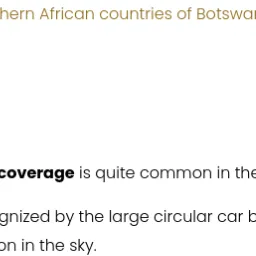 hern African countries of Botswa
coverage is quite common in the
gnized by the large circular car b
on in the sky.